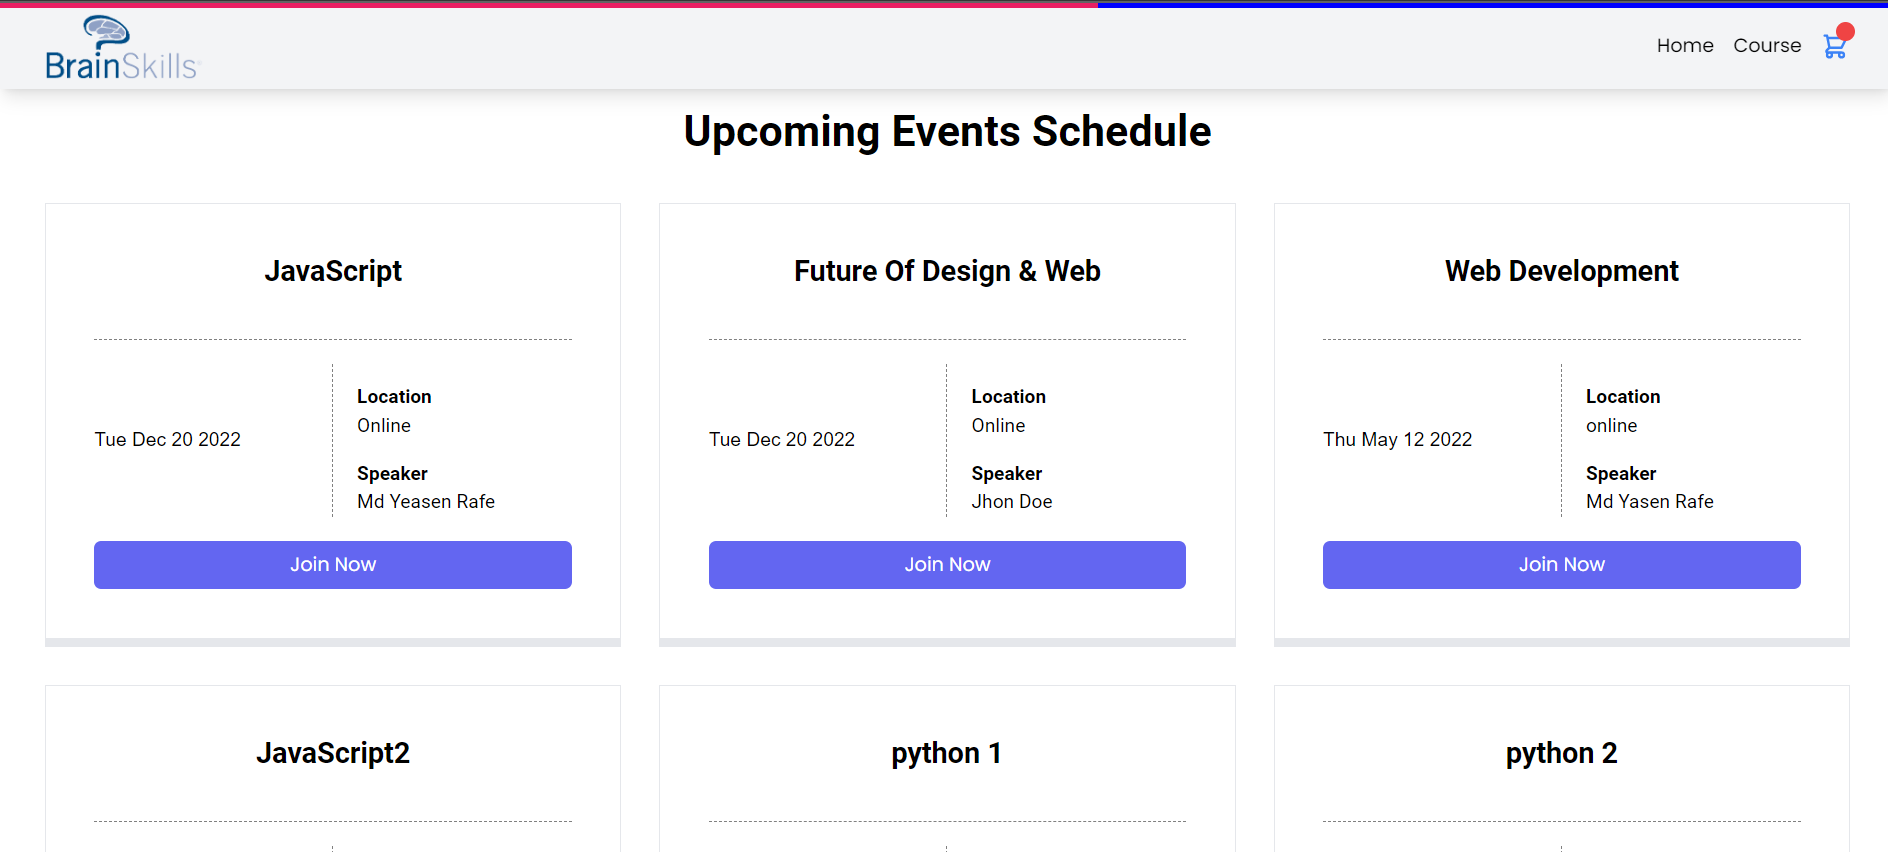 BrainSkills
Home Course
Upcoming Events Schedule
JavaScript
Tue Dec 20 2022
Location
Online
Speaker
Md Yeasen Rafe
Join Now
Future Of Design & Web
Tue Dec 20 2022
Location
Online
Speaker
Jhon Doe
Join Now
Web Development
Thu May 12 2022
Location
online
Speaker
Md Yasen Rafe
Join Now
JavaScript2
python 1
python 2